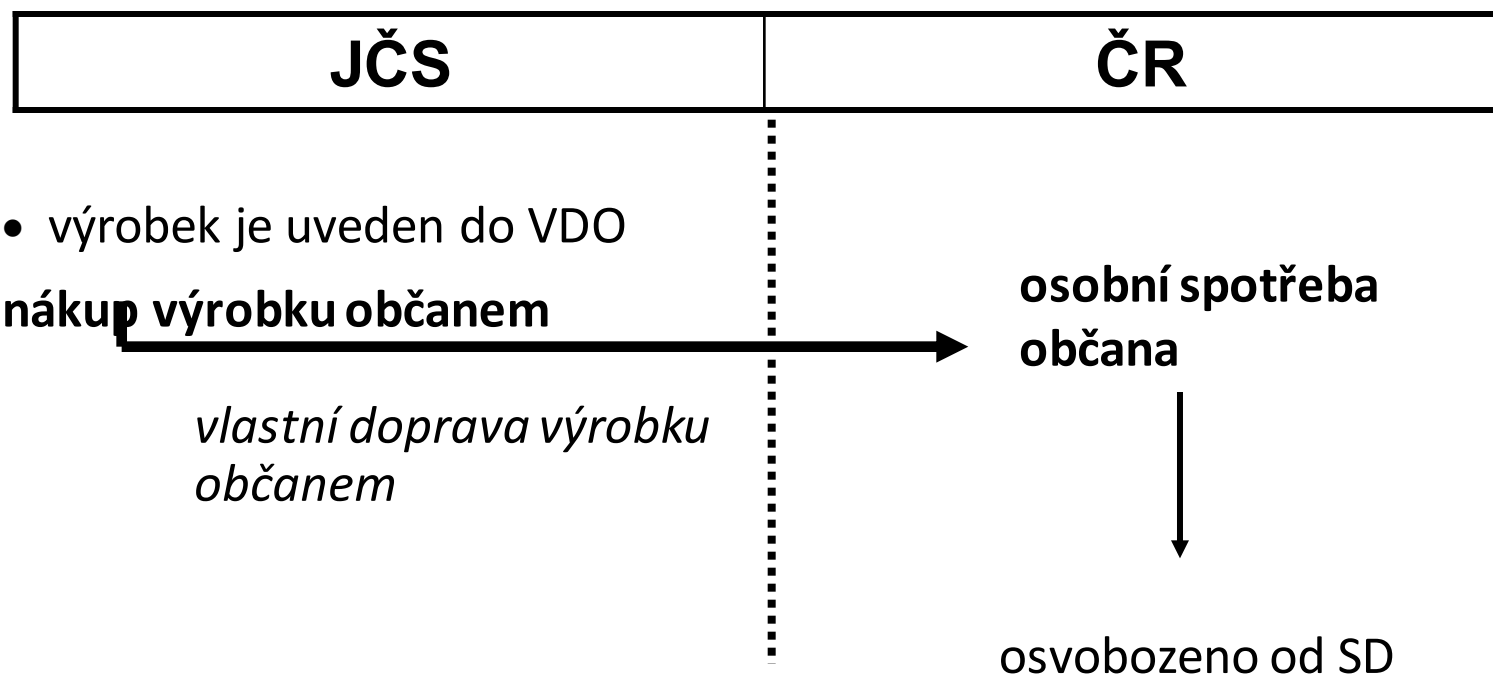 JČS
ČR
• výrobek je uveden do VDO
nákup výrobku občanem
vlastní doprava výrobku
občanem
osobní spotřeba
občana
osvobozeno od SD